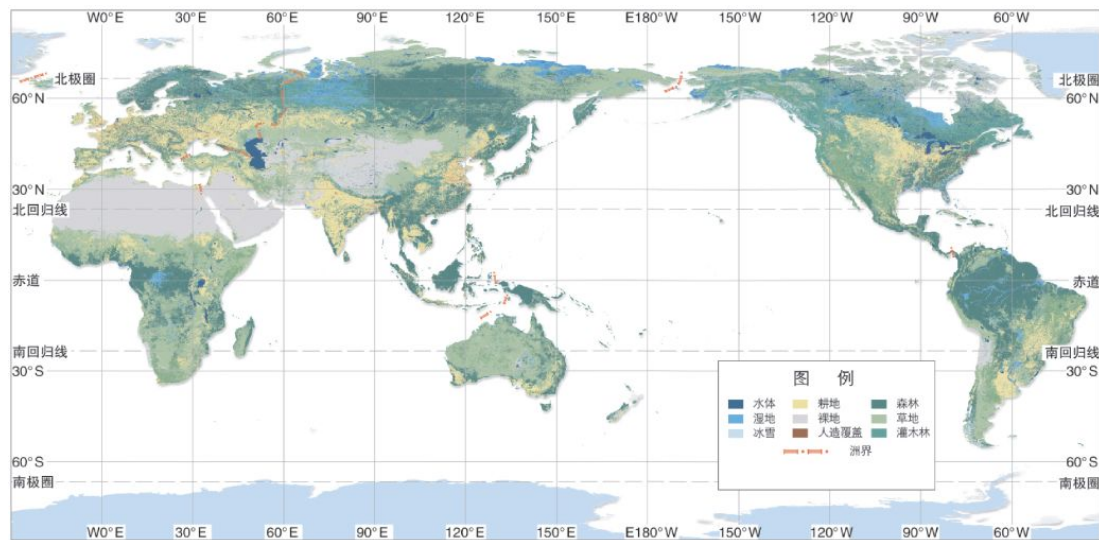 W0°E 30°E 60°E 90°E 120°E 150°E E180°W 150°W 120°W 90°W 60°W
北极圈 北极圈
60°N 60°N
30°N 30°N
北回归线 北回归线
赤道 赤道
南回归线 南回归线
30°S 30°S
图 例
水体 耕地 森林
湿地 裸地 草地
冰雪 人造覆盖 灌木林
洲界
60°S 60°S
南极圈 南极圈
W0°E 30°E 60°E 90°E 120°E 150°E E180°W 150°W 120°W 90°W 60°W